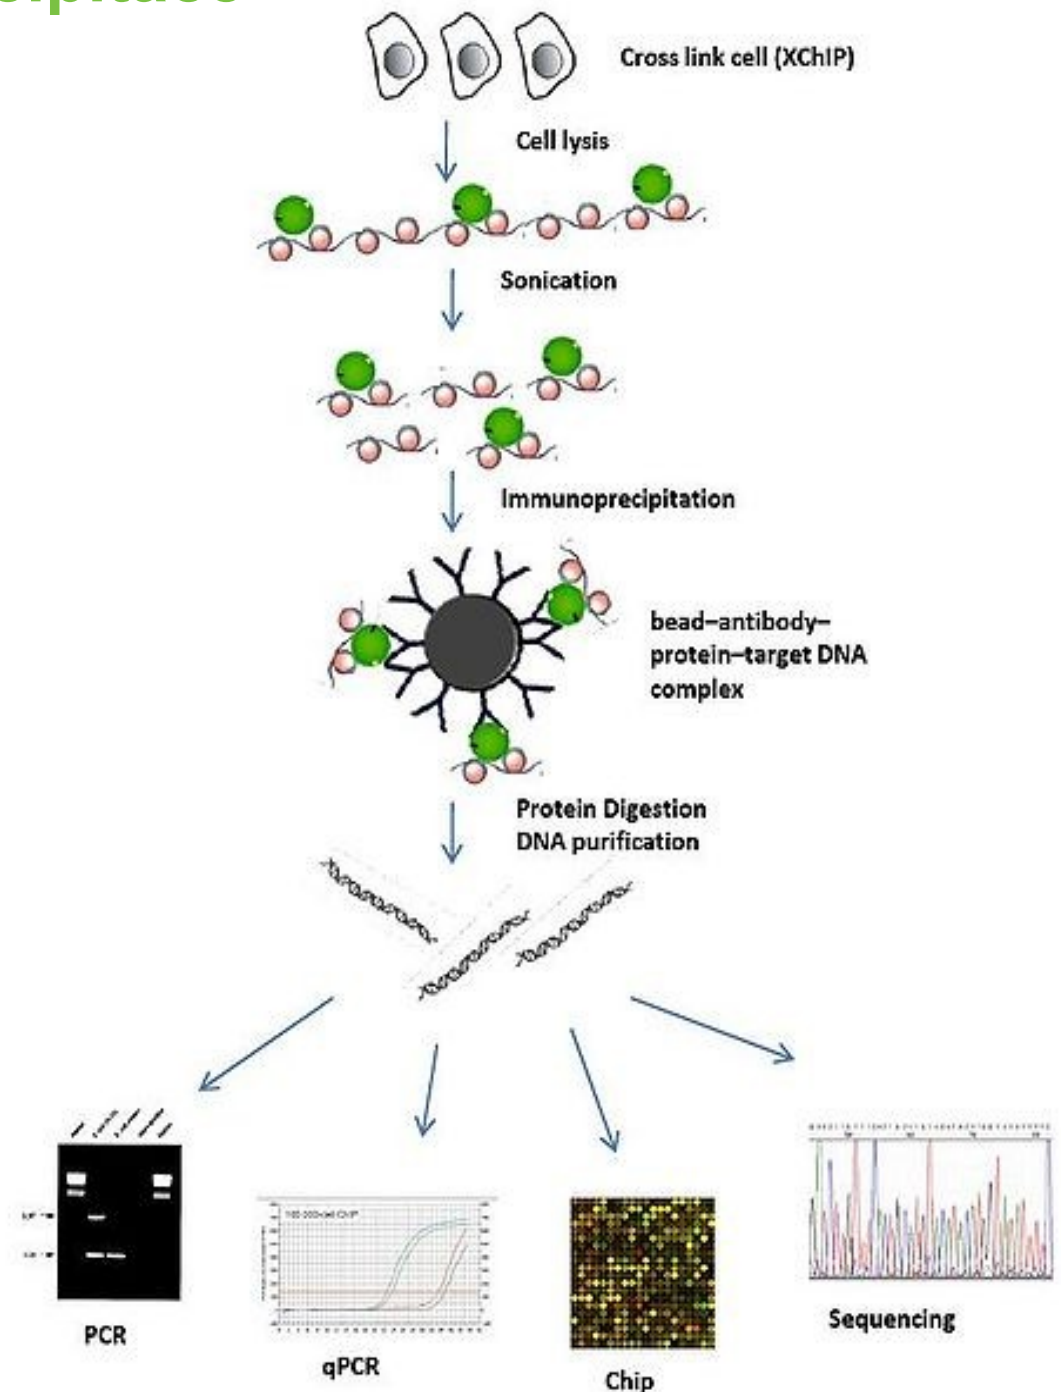 Cross link cell (XChIP)
Cell lysis
Sonication
Immunoprecipitation
bead–antibody–
protein–target DNA
complex
Protein Digestion
DNA purification
PCR
qPCR
Chip
Sequencing